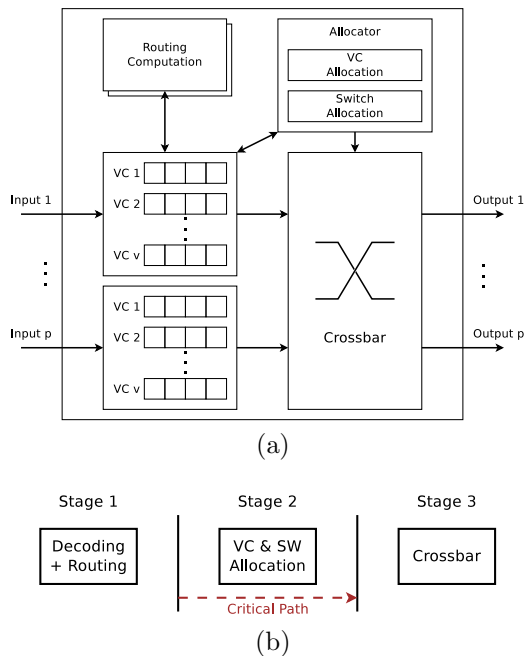 Routing
Computation
Allocator
VC
Allocation
Switch
Allocation
Input 1
VC 1
VC 2
VC v
Output 1
Input p
VC 1
VC 2
VC v
Crossbar
Output p
(a)
Stage 1
Stage 2
Stage 3
Decoding
+ Routing
VC & SW
Allocation
Crossbar
Critical Path
(b)